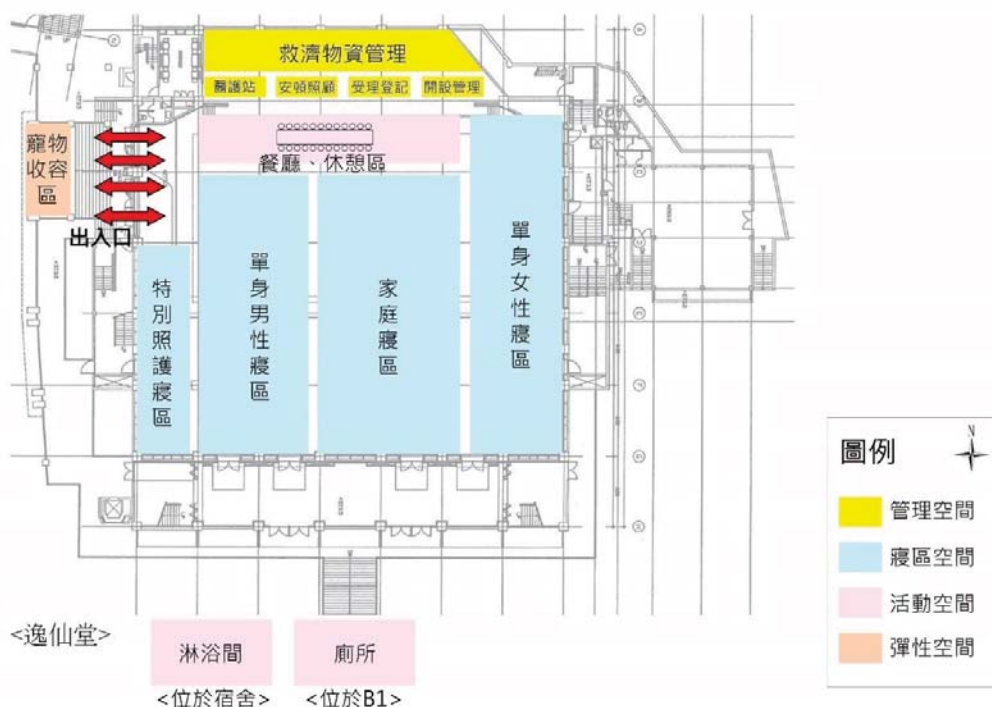 救濟物資管理
醫護站 安頓照顧 受理登記 開設管理
寵物
收容
區
餐廳、休憩區
出入口
特別照護寢區
單身男性寢區
家庭寢區
單身女性寢區
圖例
N
管理空間
寢區空間
活動空間
彈性空間
<逸仙堂>
淋浴間
廁所
<位於宿舍>
<位於B1>